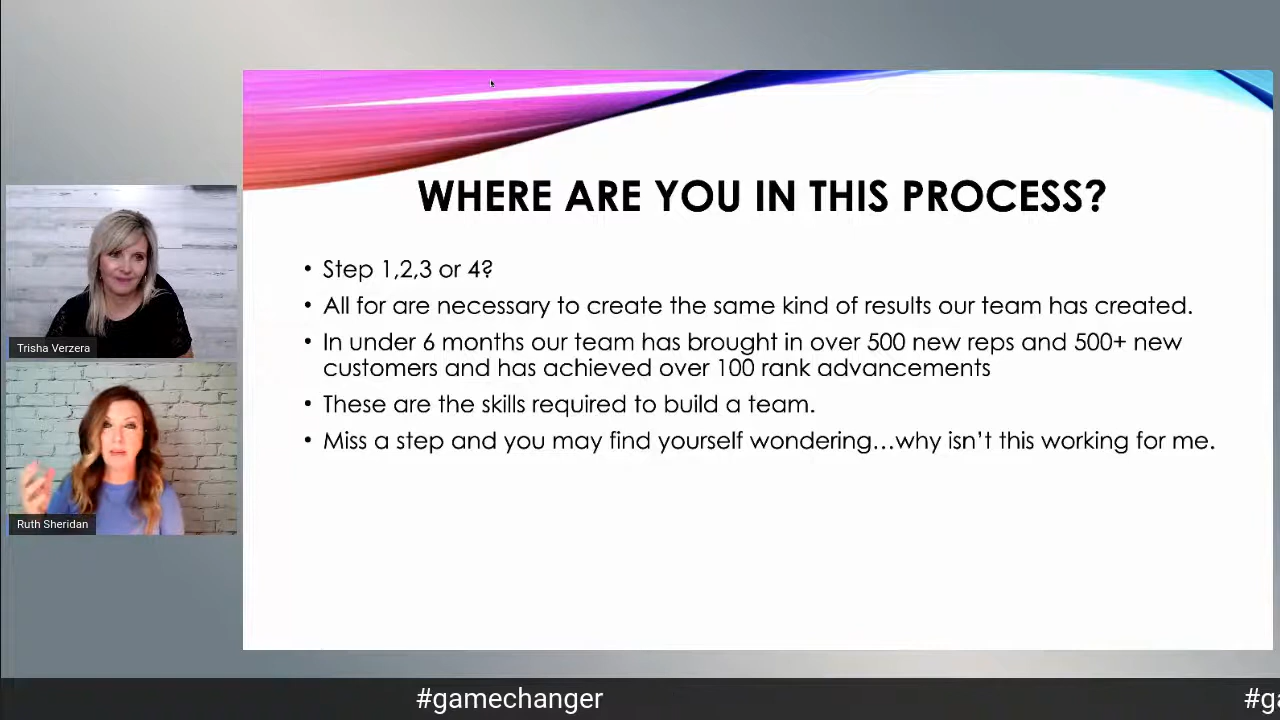 WHERE ARE YOU IN THIS PROCESS?
• Step 1,2,3 or 4?
• All for are necessary to create the same kind of results our team has created.
• In under 6 months our team has brought in over 500 new reps and 500+ new
customers and has achieved over 100 rank advancements
• These are the skills required to build a team.
• Miss a step and you may find yourself wondering…why isn't this working for me.
Trisha Verzera
Ruth Sheridan
#gamechanger
#ga